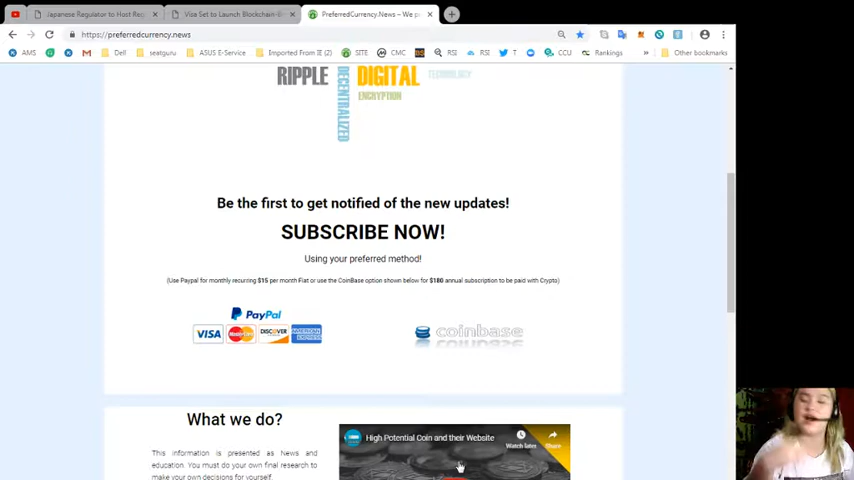 Japanese Regulator to Host Reg
Visa Set to Launch Blockchain-B
PreferredCurrency.News – We p
https://preferredcurrency.news
AMS
Dell
seatguru
ASUS E-Service
Imported From IE (2)
SITE
CMC
RSI
RSI
T
CCU
Rankings
»
Other bookmarks
RIPPLE
DECENTRALIZED
DIGITAL
TECHNOLOGY
ENCRYPTION
Be the first to get notified of the new updates!
SUBSCRIBE NOW!
Using your preferred method!
(Use Paypal for monthly recurring $15 per month Fiat or use the CoinBase option shown below for $180 annual subscription to be paid with Crypto)
PayPal
VISA
MasterCard
DISCOVER
AMERICAN EXPRESS
coinbase
What we do?
This information is presented as News and
education. You must do your own final research to
make your own decisions for yourself.
High Potential Coin and their Website
Watch later
Share